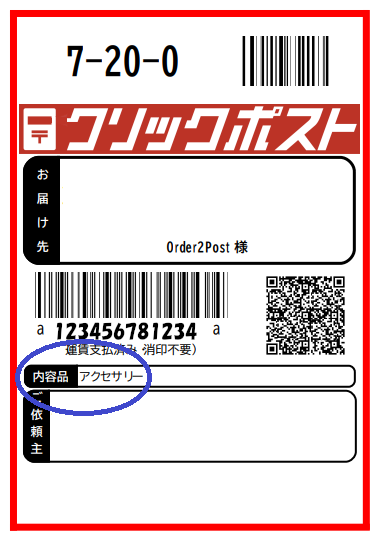 7-20-0
クリックポスト
お届け先
Order2Post 様
a 123456781234 a
運賃支払済み 消印不要)
内容品 アクセサリー
ご依頼主